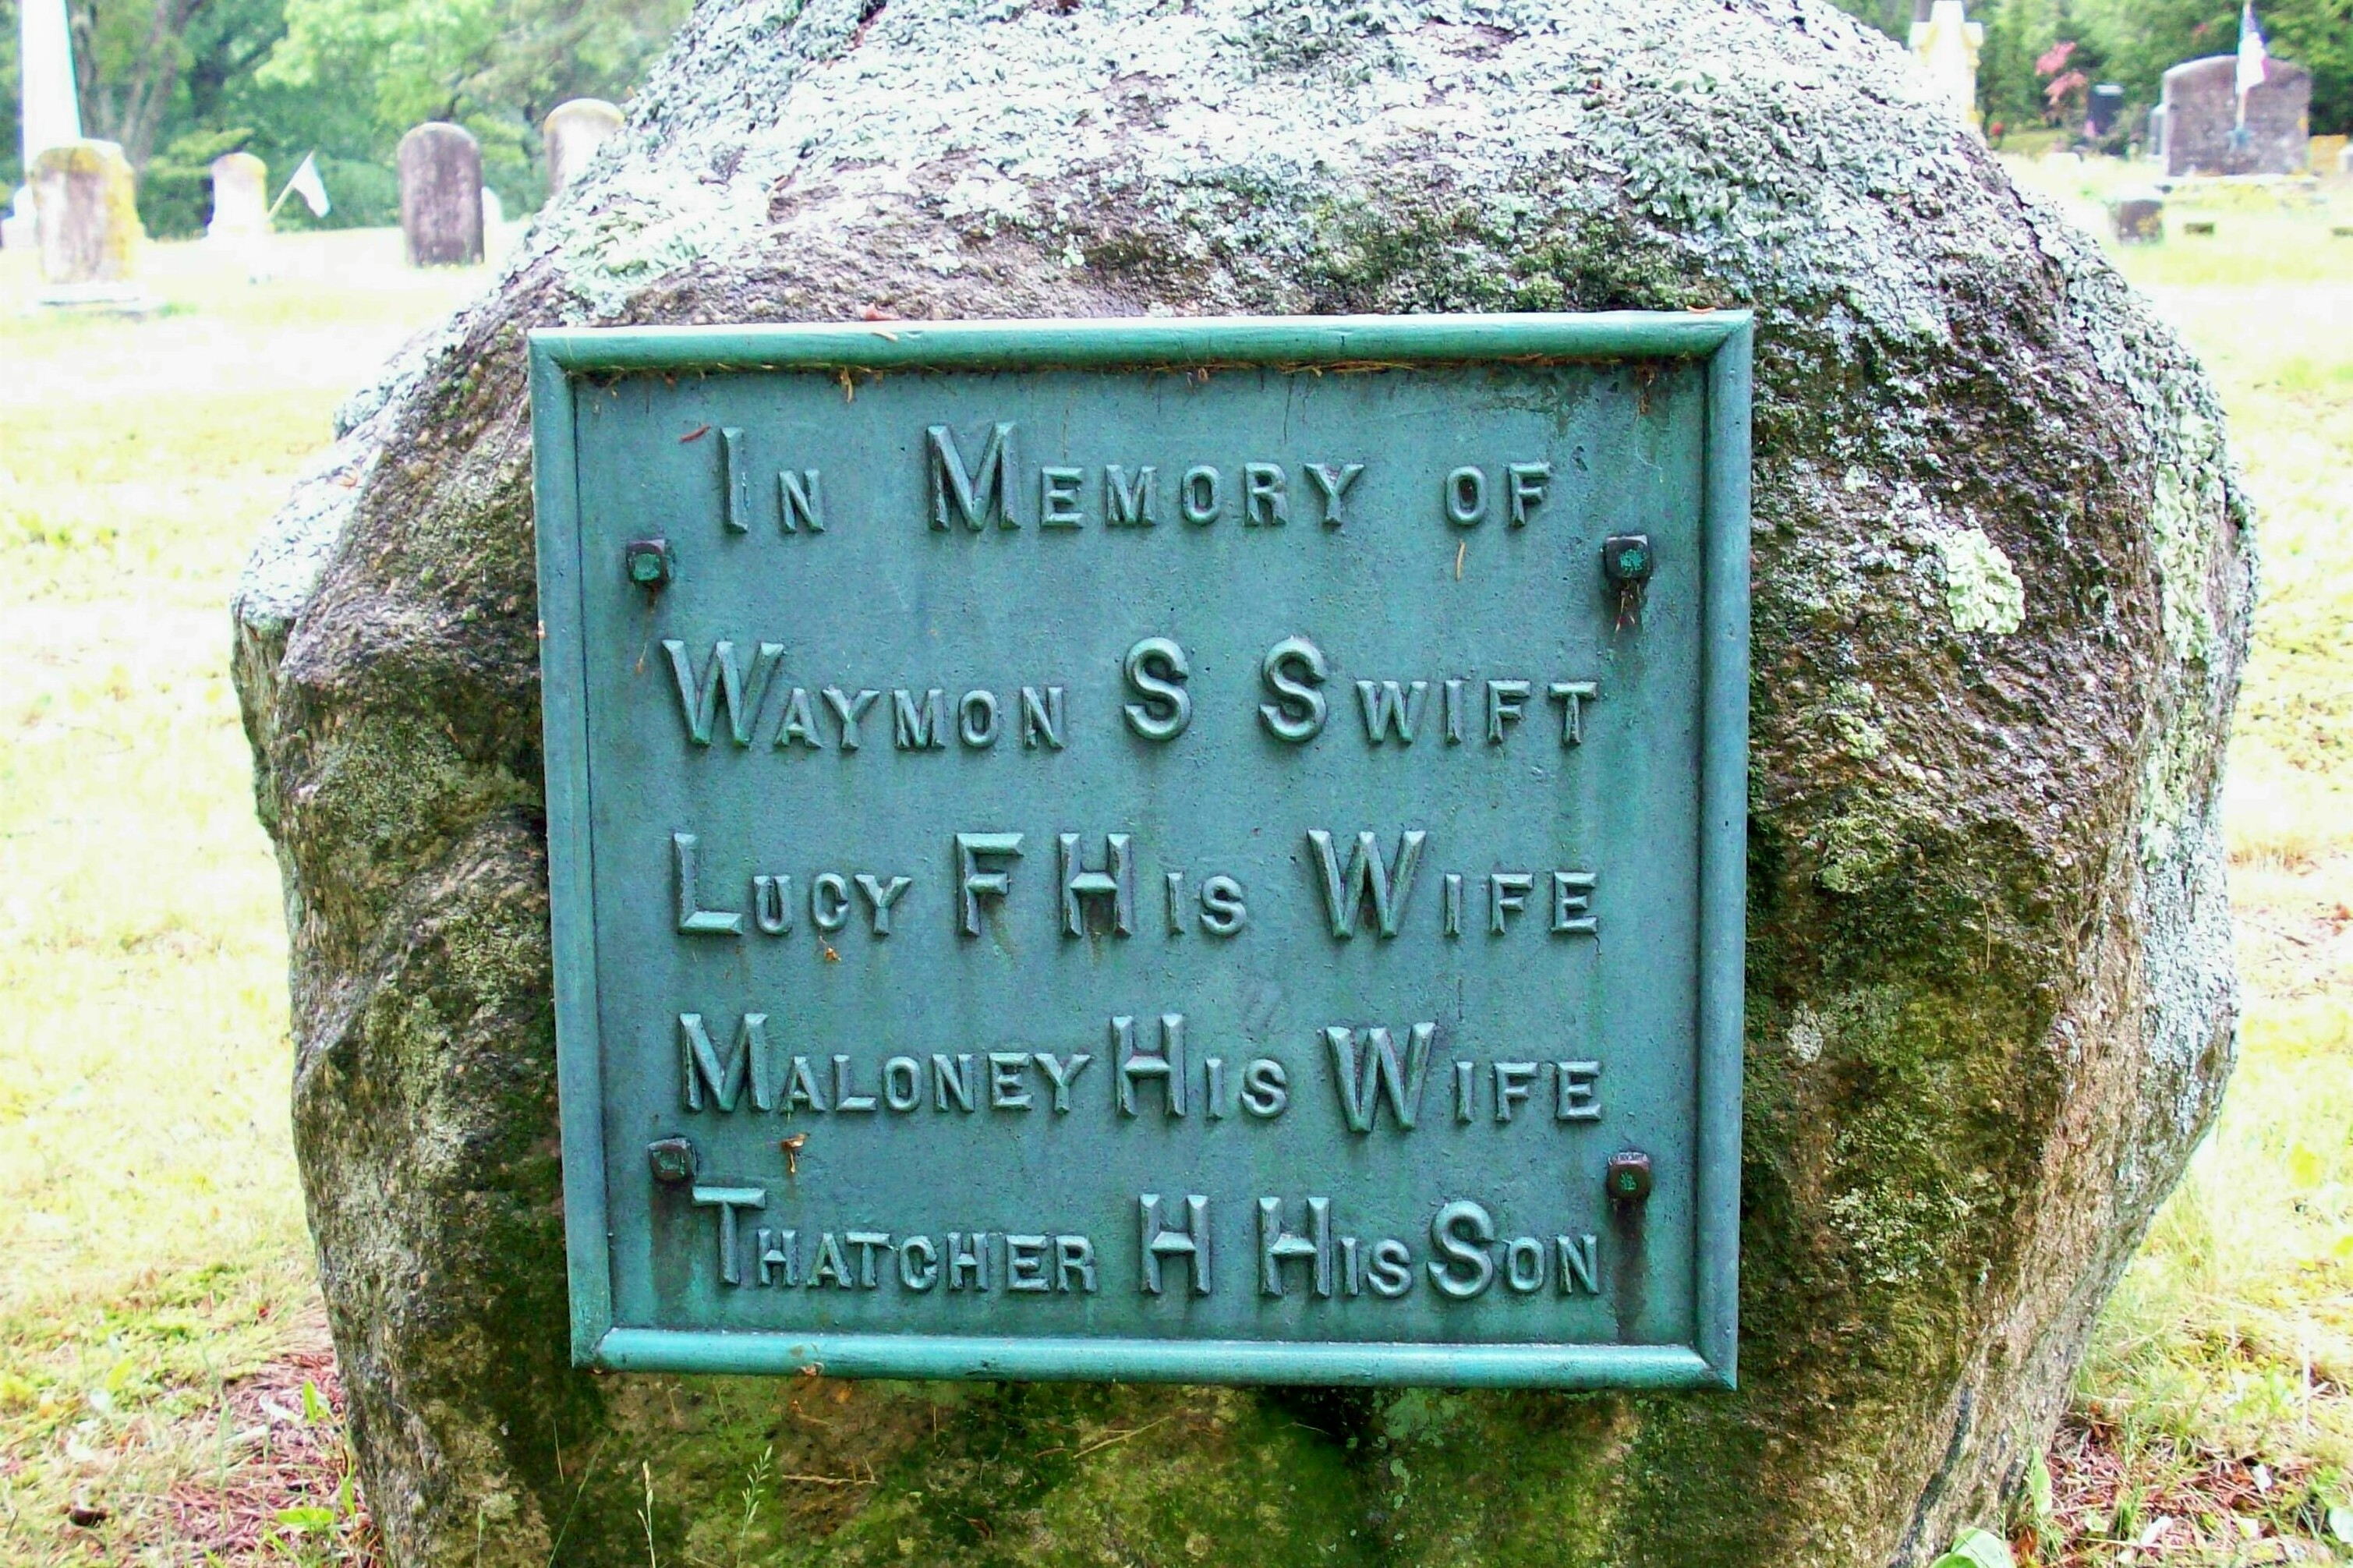 In Memory of
Waymon S Swift
Lucy F His Wife
Maloney His Wife
Thatcher H His Son